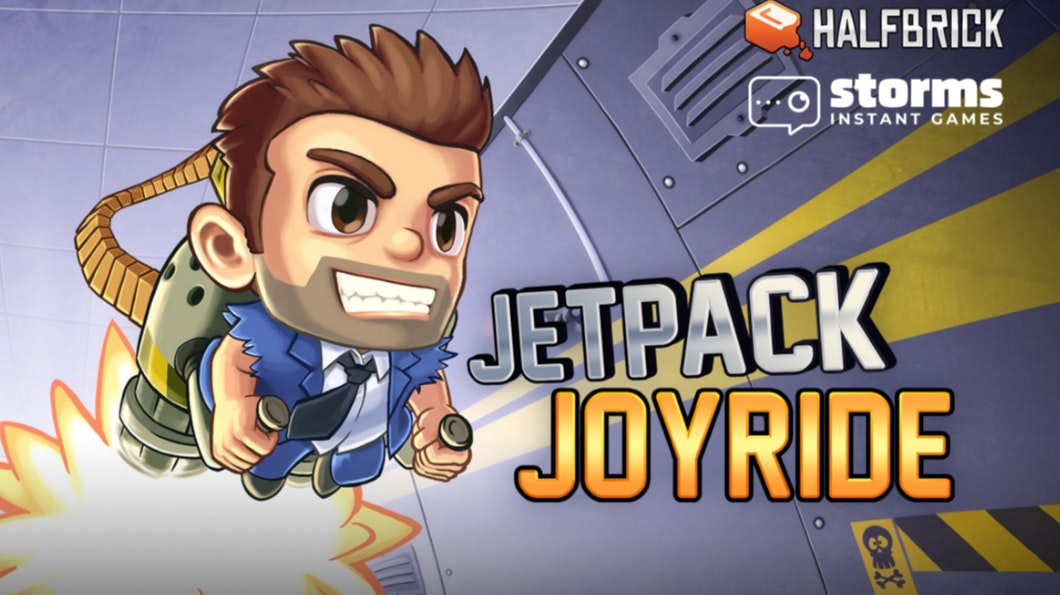 HALFBRICK
storms
INSTANT GAMES
JETPACK
JOYRIDE